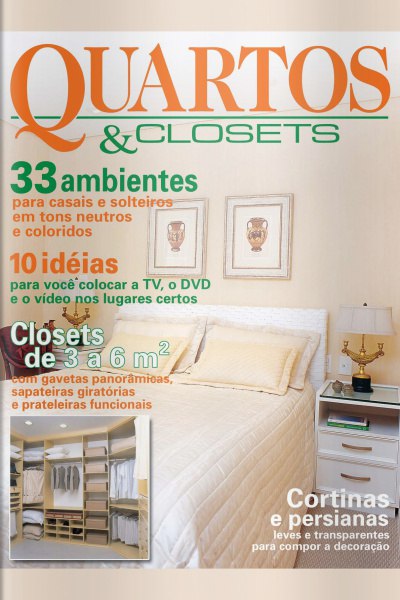 QUARTOS
& CLOSETS
33 ambientes
para casais e solteiros
em tons neutros
e coloridos
10 idéias
para você colocar a TV, o DVD
e o vídeo nos lugares certos
Closets
de 3 a 6 m²
com gavetas panorâmicas,
sapateiras giratórias
e prateleiras funcionais
Cortinas
e persianas
leves e transparentes
para compor a decoração